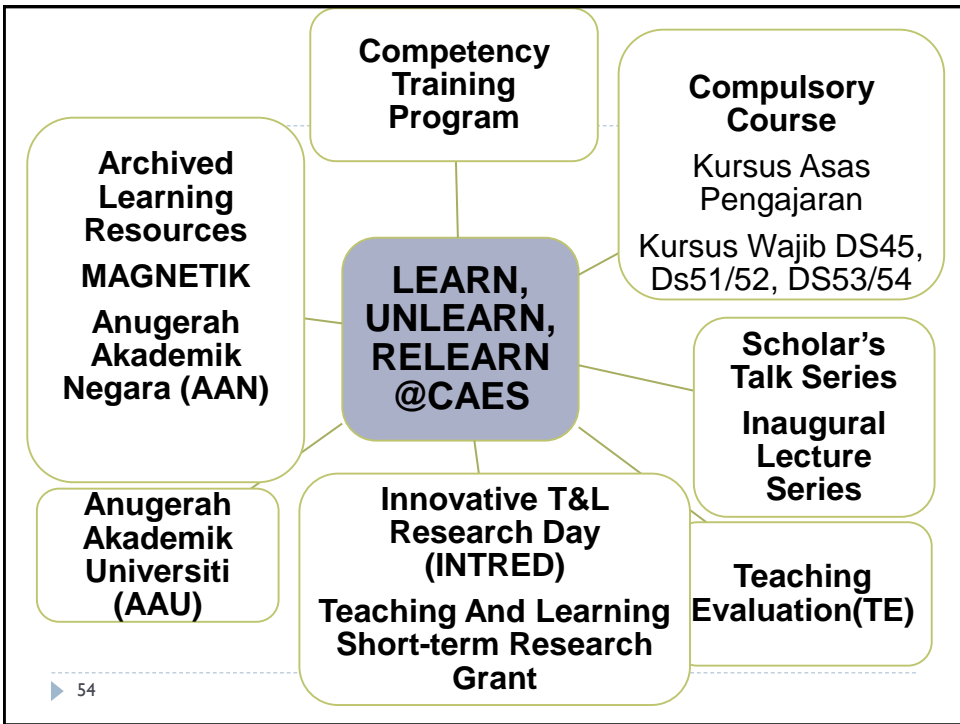 Competency
Training
Program
Compulsory
Course
Kursus Asas
Pengajaran
Kursus Wajib DS45,
Ds51/52, DS53/54
Archived
Learning
Resources
MAGNETIK
Anugerah
Akademik
Negara (AAN)
LEARN,
UNLEARN,
RELEARN
@CAES
Scholar’s
Talk Series
Inaugural
Lecture
Series
Anugerah
Akademik
Universiti
(AAU)
Innovative T&L
Research Day
(INTRED)
Teaching And Learning
Short-term Research
Grant
Teaching
Evaluation(TE)
54